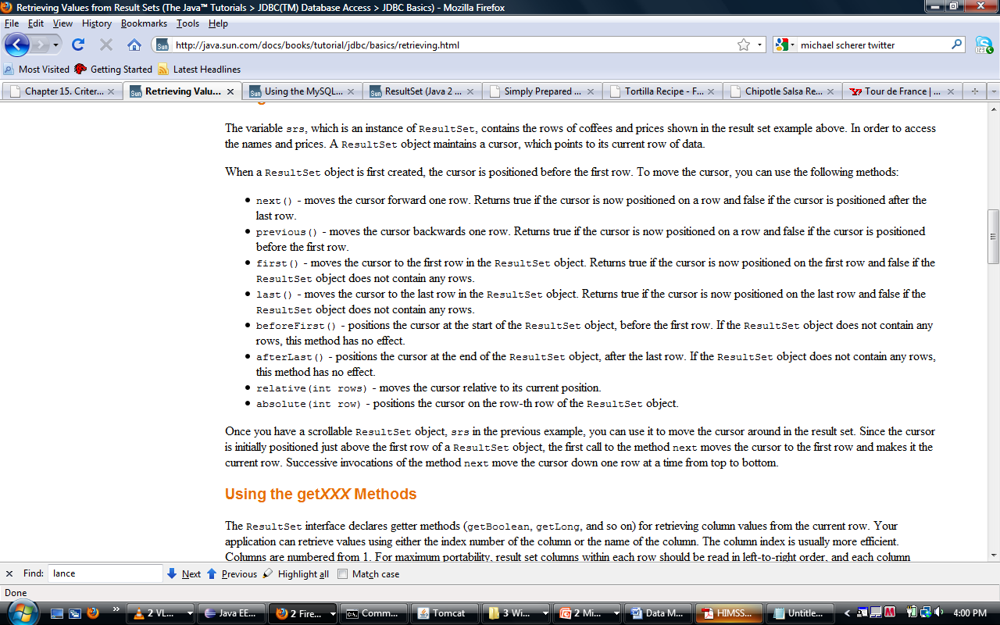 Retrieving Values from Result Sets (The Java™ Tutorials > JDBC(TM) Database Access > JDBC Basics) - Mozilla Firefox
File Edit View History Bookmarks Tools Help
http://java.sun.com/docs/books/tutorial/jdbc/basics/retrieving.html
michael scherer twitter
Most Visited Getting Started Latest Headlines
Chapter 15. Criter... Retrieving Valu... Using the MySQL... ResultSet (Java 2 ... Simply Prepared ... Tortilla Recipe - F... Chipotle Salsa Re... Tour de France | ...
The variable srs, which is an instance of ResultSet, contains the rows of coffees and prices shown in the result set example above. In order to access
the names and prices. A ResultSet object maintains a cursor, which points to its current row of data.
When a ResultSet object is first created, the cursor is positioned before the first row. To move the cursor, you can use the following methods:
• next() - moves the cursor forward one row. Returns true if the cursor is now positioned on a row and false if the cursor is positioned after the
last row.
• previous() - moves the cursor backwards one row. Returns true if the cursor is now positioned on a row and false if the cursor is positioned
before the first row.
• first() - moves the cursor to the first row in the ResultSet object. Returns true if the cursor is now positioned on the first row and false if the
ResultSet object does not contain any rows.
• last() - moves the cursor to the last row in the ResultSet object. Returns true if the cursor is now positioned on the last row and false if the
ResultSet object does not contain any rows.
• beforeFirst() - positions the cursor at the start of the ResultSet object, before the first row. If the ResultSet object does not contain any
rows, this method has no effect.
• afterLast() - positions the cursor at the end of the ResultSet object, after the last row. If the ResultSet object does not contain any rows,
this method has no effect.
• relative(int rows) - moves the cursor relative to its current position.
• absolute(int row) - positions the cursor on the row-th row of the ResultSet object.
Once you have a scrollable ResultSet object, srs in the previous example, you can use it to move the cursor around in the result set. Since the cursor
is initially positioned just above the first row of a ResultSet object, the first call to the method next moves the cursor to the first row and makes it the
current row. Successive invocations of the method next move the cursor down one row at a time from top to bottom.
Using the getXXX Methods
The ResultSet interface declares getter methods (getBoolean, getLong, and so on) for retrieving column values from the current row. Your
application can retrieve values using either the index number of the column or the name of the column. The column index is usually more efficient.
Columns are numbered from 1. For maximum portability, result set columns within each row should be read in left-to-right order, and each column
Find: lance Next Previous Highlight all Match case
Done
2 VL... Java EE... 2 Fire... Comm... Tomcat 3 Wi... 2 Mi... Data M... HIMSS... Untitle... 4:00 PM